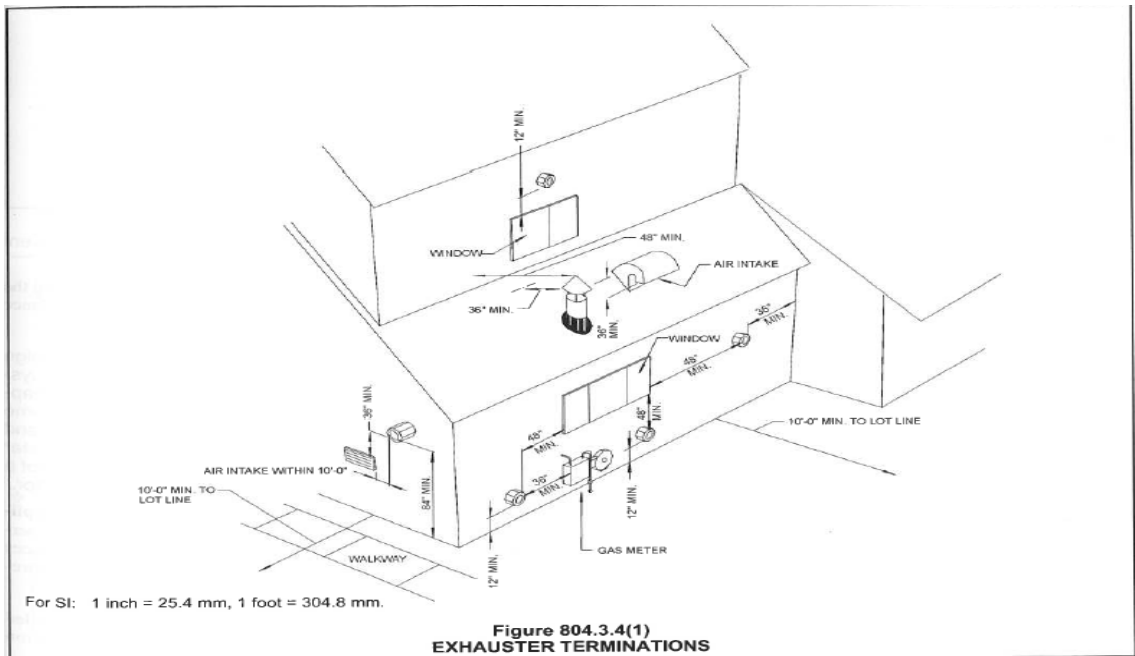 12" MIN.
WINDOW
48" MIN.
AIR INTAKE
36" MIN.
36"
MIN.
36"
MIN.
WINDOW
48"
MIN.
36" MIN.
48"
MIN.
48"
MIN.
10'-0" MIN. TO LOT LINE
AIR INTAKE WITHIN 10'-0"
36"
MIN.
84" MIN.
10'-0" MIN. TO
LOT LINE
12" MIN.
12" MIN.
GAS METER
WALKWAY
For SI: 1 inch = 25.4 mm, 1 foot = 304.8 mm.
Figure 804.3.4(1)
EXHAUSTER TERMINATIONS